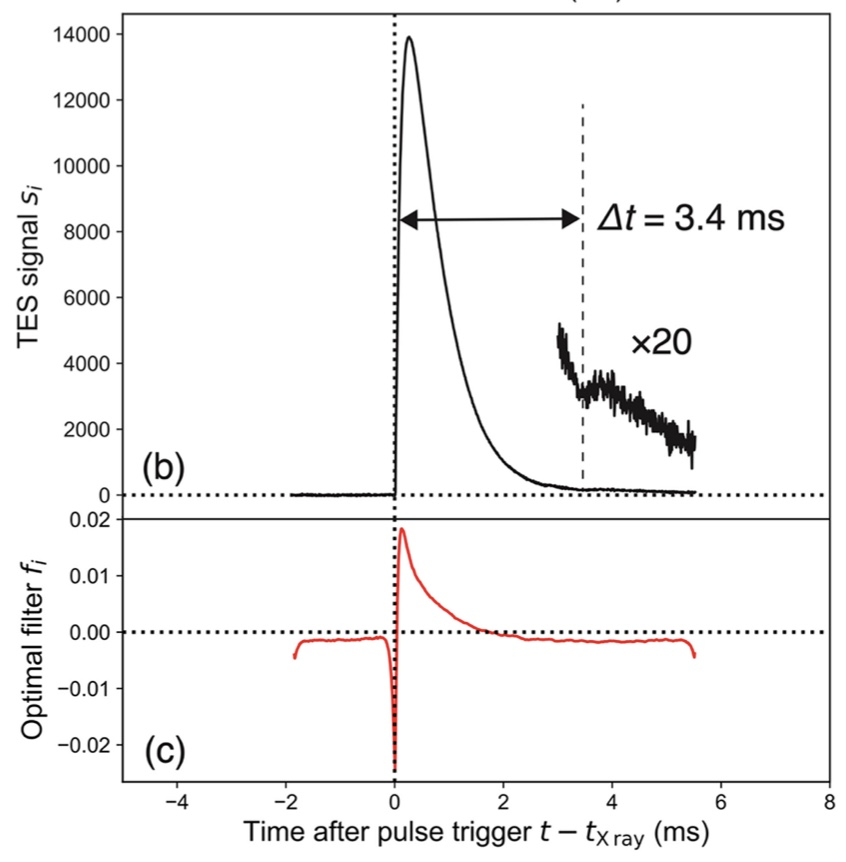 14000
12000
10000
8000
6000
4000
2000
0
TES signal sᵢ
Δt = 3.4 ms
×20
(b)
0.02
0.01
0.00
−0.01
−0.02
Optimal filter fᵢ
(c)
−4 −2 0 2 4 6 8
Time after pulse trigger t − t_X ray (ms)